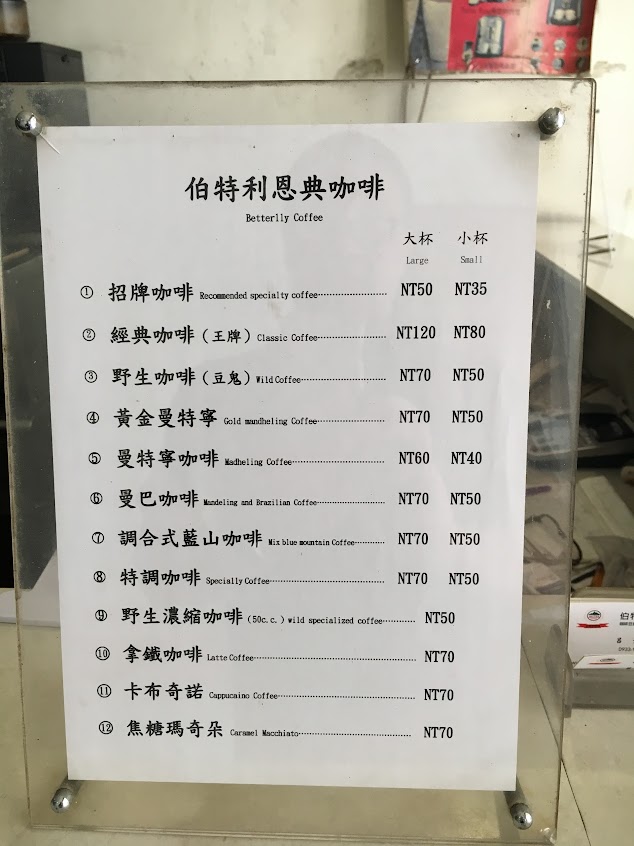 伯特利恩典咖啡
Betterlly Coffee
大杯 小杯
Large Small
① 招牌咖啡 Recommended specialty coffee NT50 NT35
② 經典咖啡(王牌) Classic Coffee NT120 NT80
③ 野生咖啡(豆鬼) Wild Coffee NT70 NT50
④ 黃金曼特寧 Gold mandheling Coffee NT70 NT50
⑤ 曼特寧咖啡 Madheling Coffee NT60 NT40
⑥ 曼巴咖啡 Mandeling and Brazilian Coffee NT70 NT50
⑦ 調合式藍山咖啡 Mix blue mountain Coffee NT70 NT50
⑧ 特調咖啡 Specially Coffee NT70 NT50
⑨ 野生濃縮咖啡 (50c.c.) wild specialized coffee NT50
⑩ 拿鐵咖啡 Latte Coffee NT70
⑪ 卡布奇諾 Cappucaino Coffee NT70
⑫ 焦糖瑪奇朵 Caramel Macchiato NT70